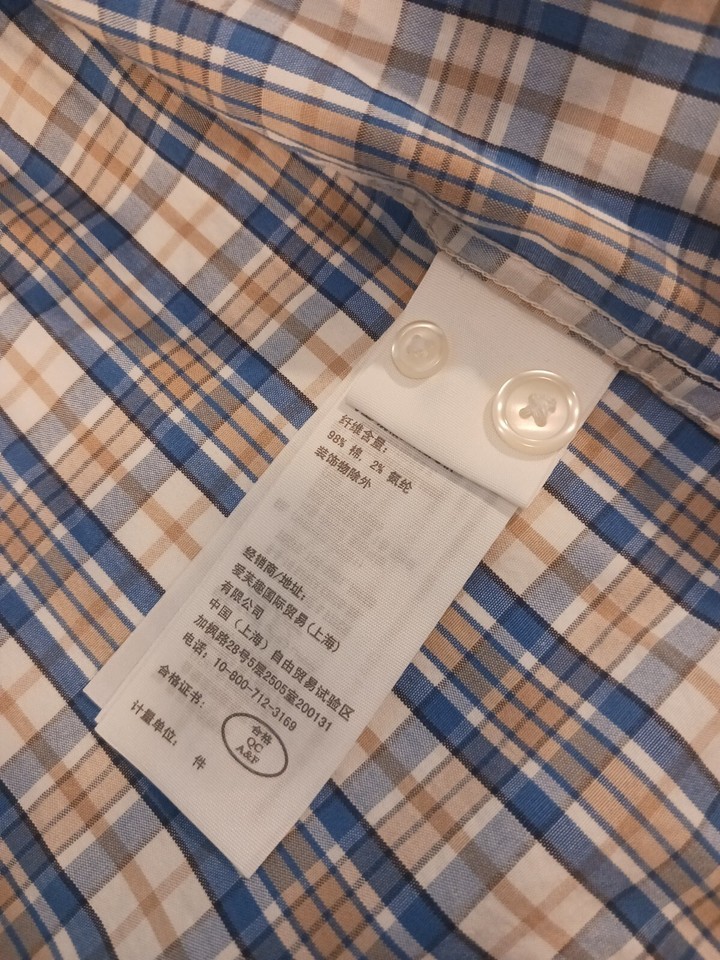 纤维含量:
98% 棉, 2% 氨纶
装饰物除外
经销商/地址:
爱芙趣国际贸易(上海)
有限公司
中国 (上海) 自由贸易试验区
加枫路28号5层2505室200131
电话: 10-800-712-3169
合格证书:
合格
QC
A&F
计量单位: 件